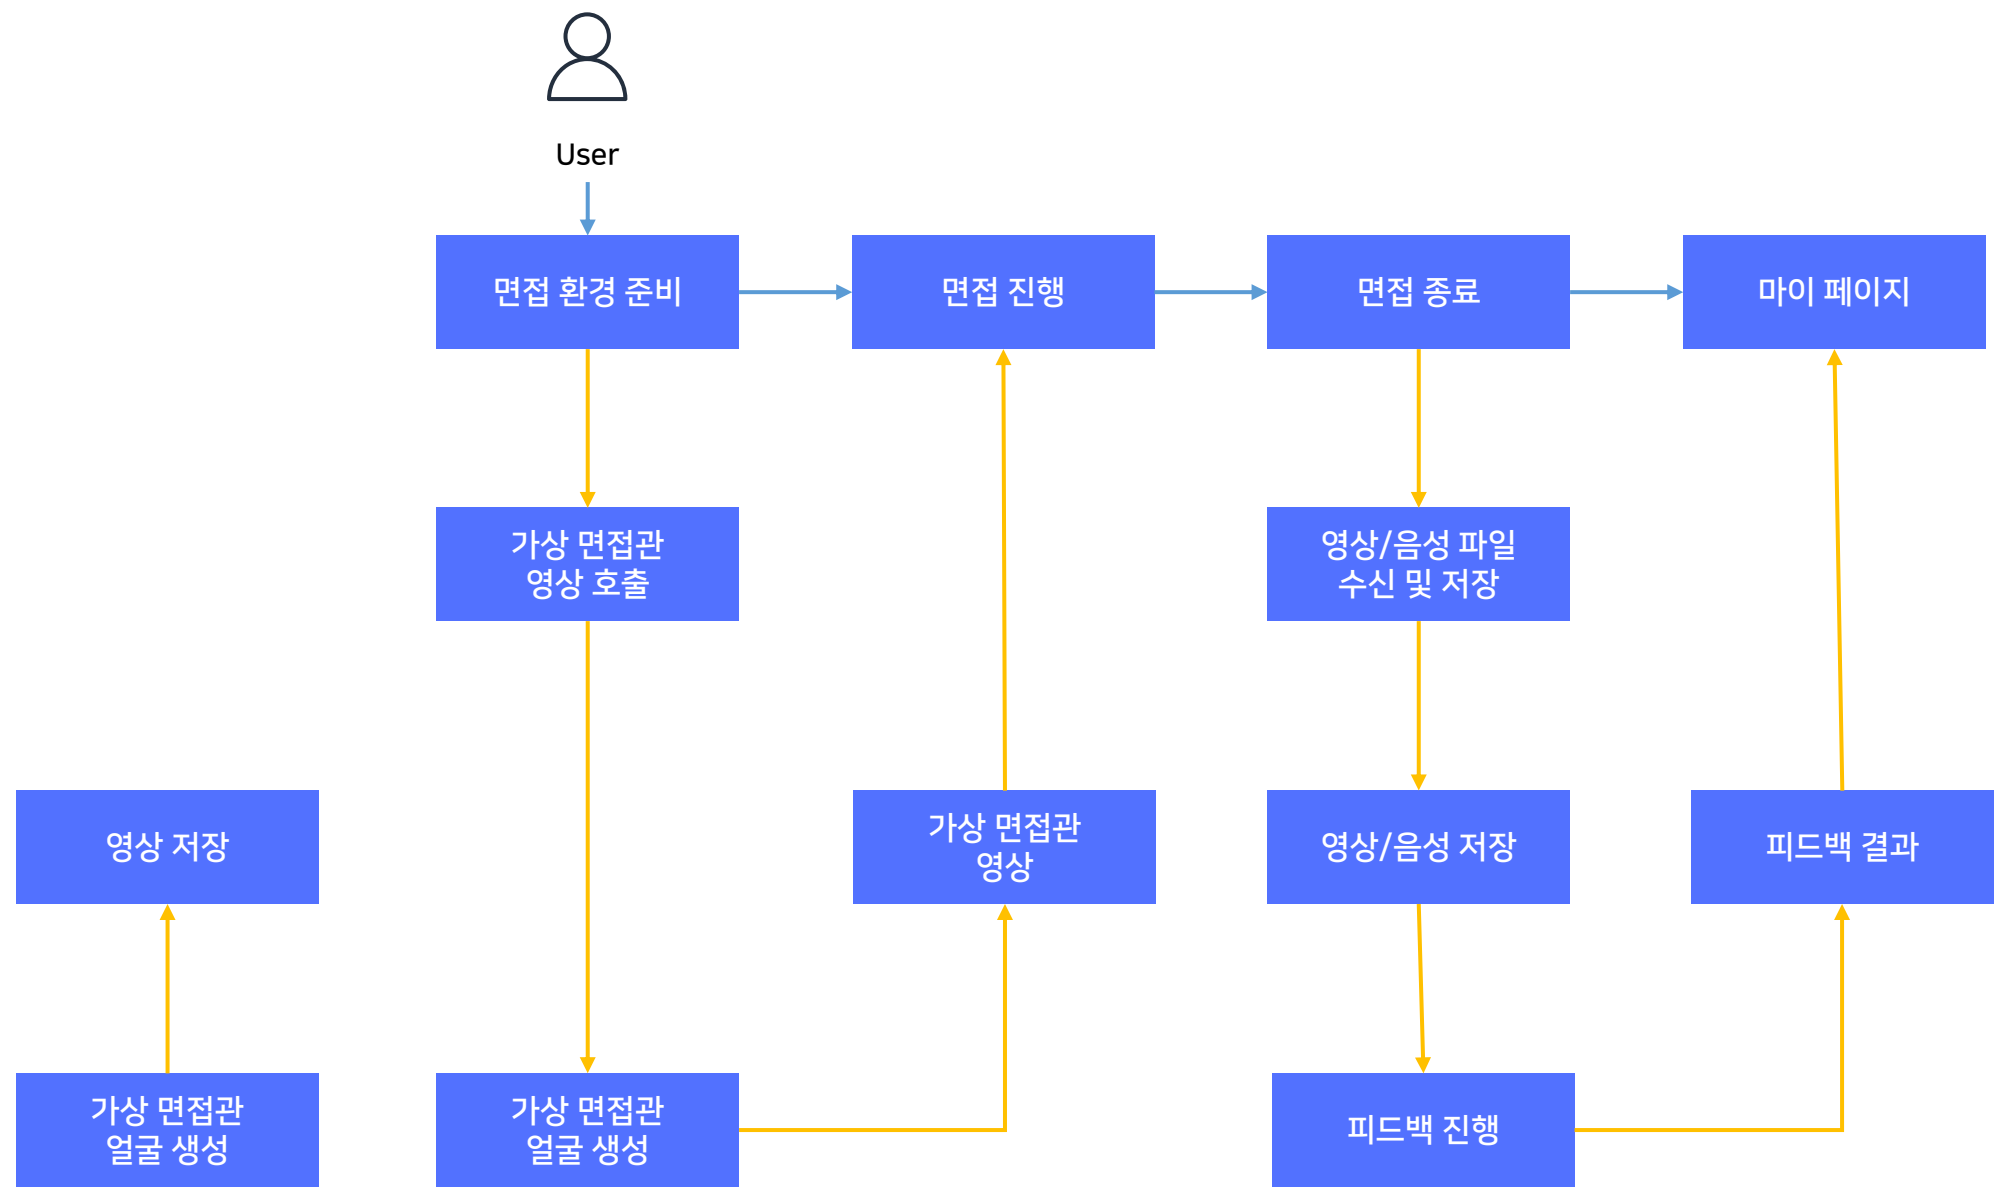 User
면접 환경 준비
면접 진행
면접 종료
마이 페이지
가상 면접관
영상 호출
영상/음성 파일
수신 및 저장
영상 저장
가상 면접관
영상
영상/음성 저장
피드백 결과
가상 면접관
얼굴 생성
가상 면접관
얼굴 생성
피드백 진행